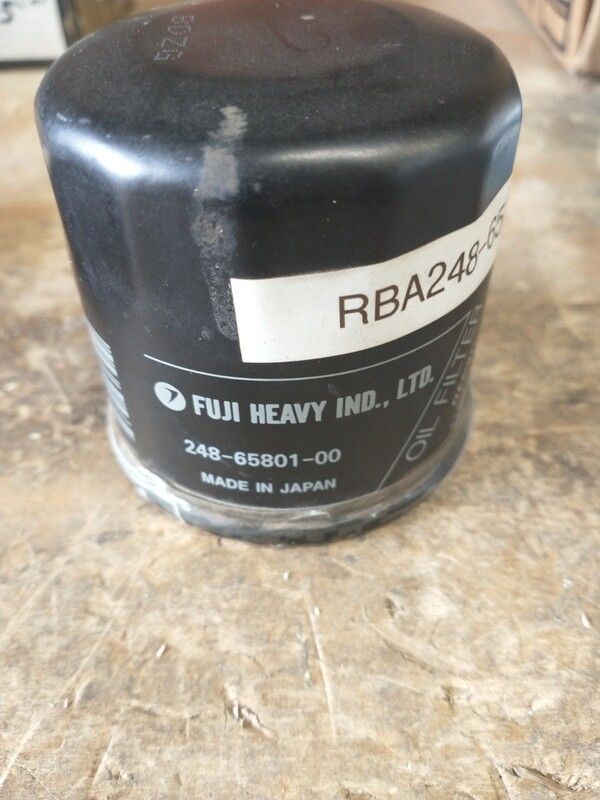 RBA248-65
FUJI HEAVY IND., LTD.
248-65801-00
MADE IN JAPAN
OIL FILTER